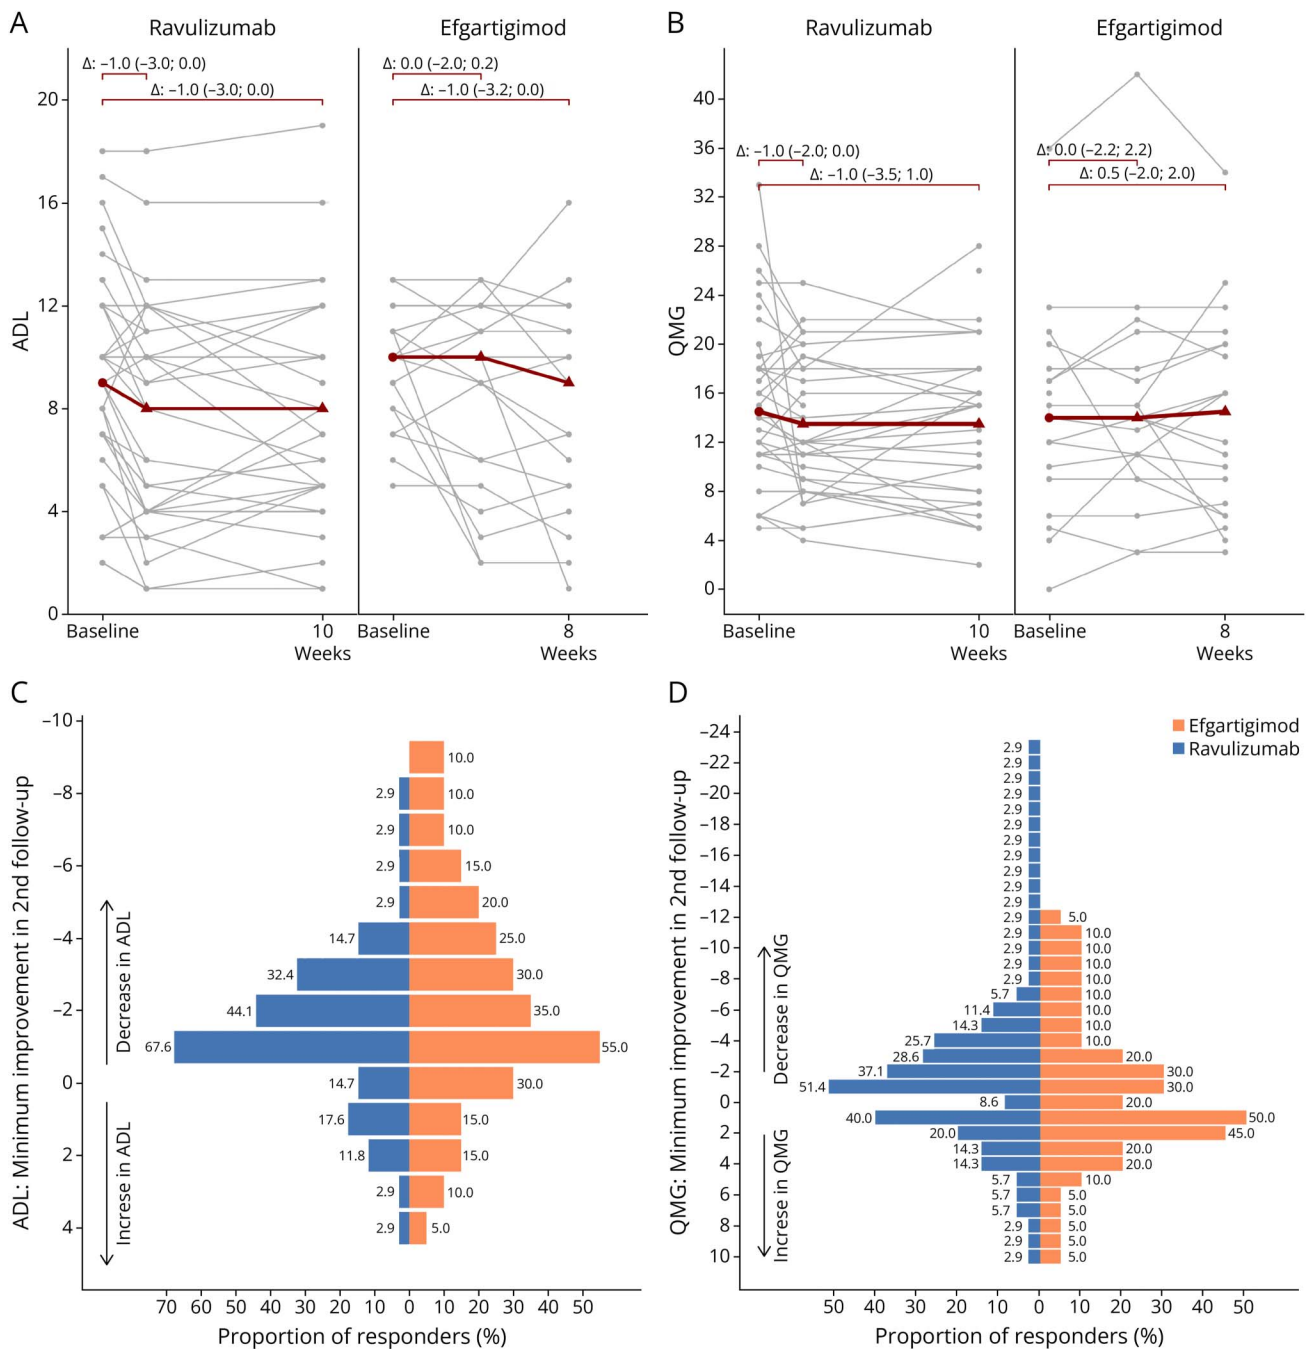 A
Ravulizumab
Efgartigimod
Δ: –1.0 (–3.0; 0.0)
Δ: –1.0 (–3.0; 0.0)
Δ: 0.0 (–2.0; 0.2)
Δ: –1.0 (–3.2; 0.0)
ADL
20
16
12
8
4
0
Baseline
10
Weeks
Baseline
8
Weeks
B
Ravulizumab
Efgartigimod
Δ: –1.0 (–2.0; 0.0)
Δ: –1.0 (–3.5; 1.0)
Δ: 0.0 (–2.2; 2.2)
Δ: 0.5 (–2.0; 2.0)
QMG
40
36
32
28
24
20
16
12
8
4
0
Baseline
10
Weeks
Baseline
8
Weeks
C
ADL: Minimum improvement in 2nd follow-up
Decrease in ADL
Increse in ADL
–10
–8
–6
–4
–2
0
2
4
10.0
2.9 10.0
2.9 10.0
2.9 15.0
2.9 20.0
14.7 25.0
32.4 30.0
44.1 35.0
67.6 55.0
14.7 30.0
17.6 15.0
11.8 15.0
2.9 10.0
2.9 5.0
70 60 50 40 30 20 10 0 10 20 30 40 50
Proportion of responders (%)
D
Efgartigimod
Ravulizumab
QMG: Minimum improvement in 2nd follow-up
Decrease in QMG
Increse in QMG
–24
–22
–20
–18
–16
–14
–12
–10
–8
–6
–4
–2
0
2
4
6
8
10
2.9
2.9
2.9
2.9
2.9
2.9
2.9
2.9
2.9
2.9
2.9
2.9 5.0
2.9 10.0
2.9 10.0
2.9 10.0
2.9 10.0
5.7 10.0
11.4 10.0
14.3 10.0
25.7 10.0
28.6 20.0
37.1 30.0
51.4 30.0
8.6 20.0
40.0 50.0
20.0 45.0
14.3 20.0
14.3 20.0
5.7 10.0
5.7 5.0
5.7 5.0
2.9 5.0
2.9 5.0
2.9 5.0
50 40 30 20 10 0 10 20 30 40 50
Proportion of responders (%)